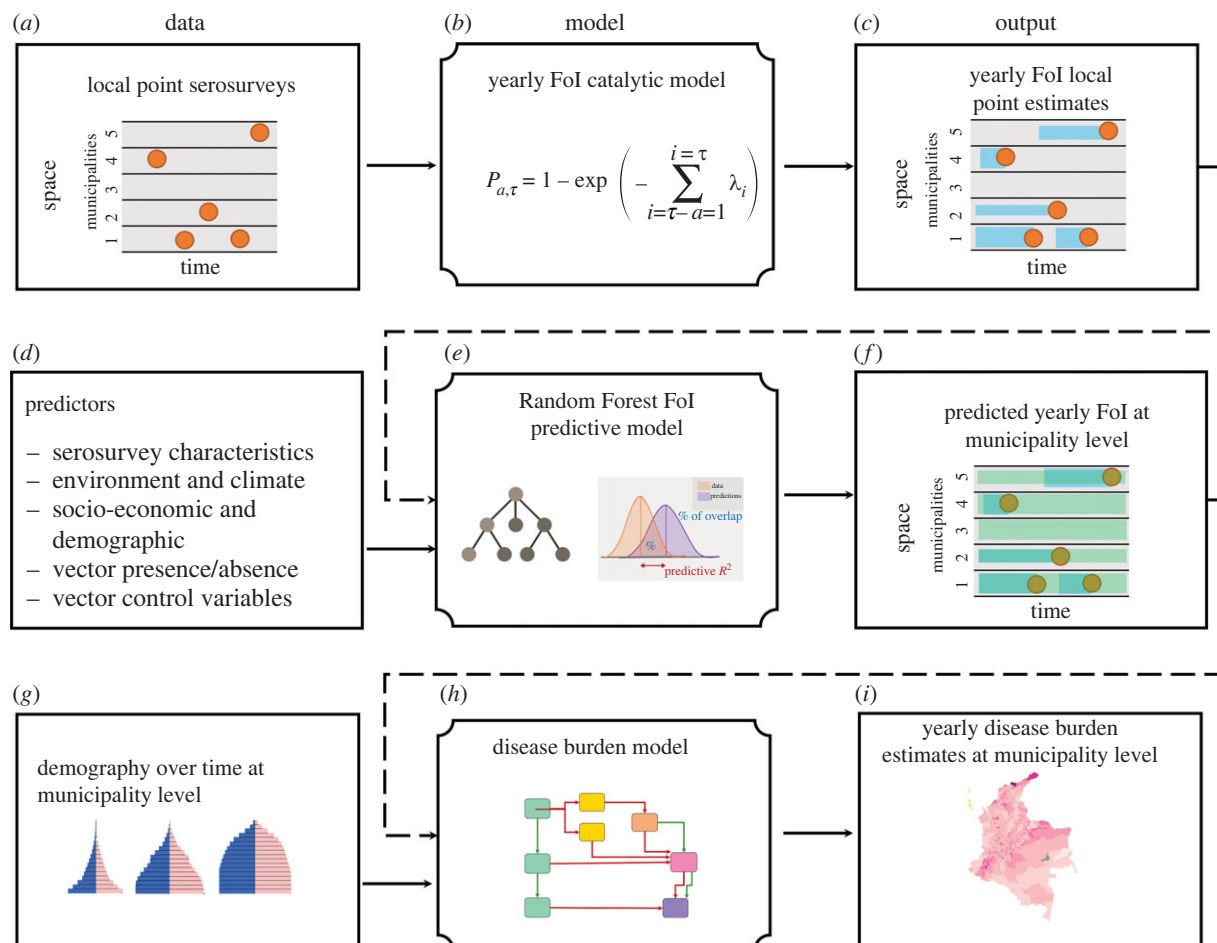 (a) data
(b) model
(c) output
local point serosurveys
space
municipalities
5
4
3
2
1
time
yearly FoI catalytic model
P_{a,τ} = 1 – exp ( – ∑_{i=τ–a=1}^{i=τ} λ_i )
yearly FoI local
point estimates
space
municipalities
5
4
3
2
1
time
(d)
predictors
– serosurvey characteristics
– environment and climate
– socio-economic and
demographic
– vector presence/absence
– vector control variables
(e)
Random Forest FoI
predictive model
data
predictions
% of overlap
%
predictive R²
(f)
predicted yearly FoI at
municipality level
space
municipalities
5
4
3
2
1
time
(g)
demography over time at
municipality level
(h)
disease burden model
(i)
yearly disease burden
estimates at municipality level